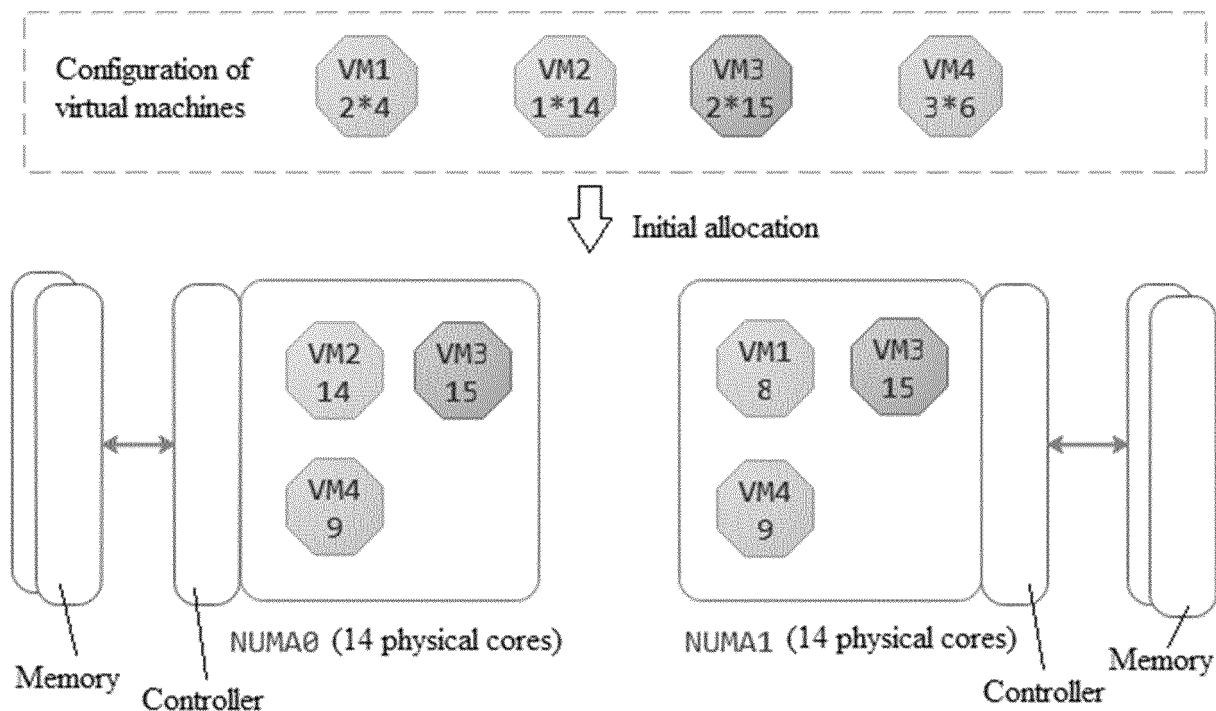 Configuration of
virtual machines
VM1
2*4
VM2
1*14
VM3
2*15
VM4
3*6
Initial allocation
VM2
14
VM3
15
VM4
9
VM1
8
VM3
15
VM4
9
NUMA0 (14 physical cores)
NUMA1 (14 physical cores)
Memory
Controller
Controller
Memory